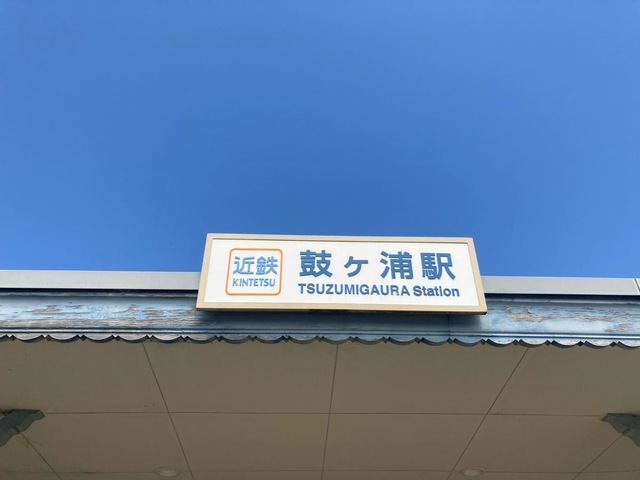 近鉄
KINTETSU
鼓ヶ浦駅
TSUZUMIGAURA Station